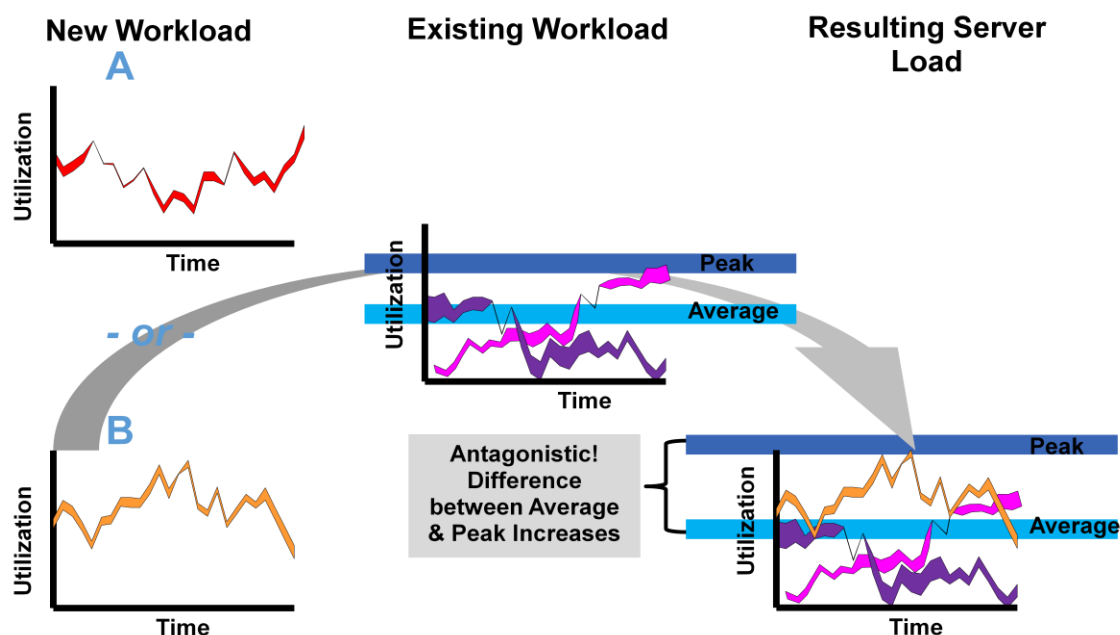 New Workload
Existing Workload
Resulting Server
Load
A
Utilization
Time
- or -
B
Utilization
Time
Utilization
Peak
Average
Time
Antagonistic!
Difference
between Average
& Peak Increases
Utilization
Peak
Average
Time